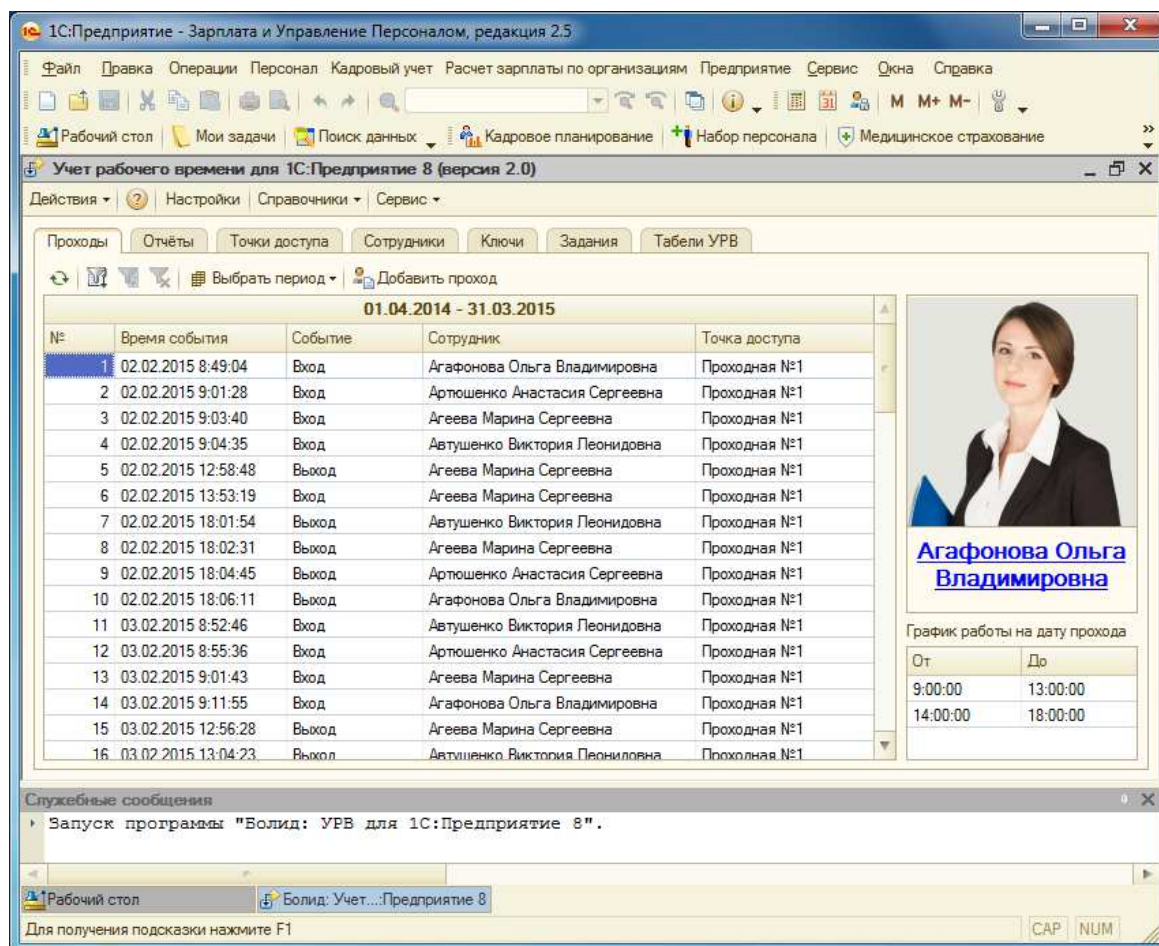 1С:Предприятие - Зарплата и Управление Персоналом, редакция 2.5
Файл Правка Операции Персонал Кадровый учет Расчет зарплаты по организациям Предприятие Сервис Окна Справка
M M+ M-
Рабочий стол Мои задачи Поиск данных Кадровое планирование Набор персонала Медицинское страхование
Учет рабочего времени для 1С:Предприятие 8 (версия 2.0)
Действия Настройки Справочники Сервис
Проходы Отчёты Точки доступа Сотрудники Ключи Задания Табели УРВ
Выбрать период Добавить проход
01.04.2014 - 31.03.2015
№ Время события Событие Сотрудник Точка доступа
1 02.02.2015 8:49:04 Вход Агафонова Ольга Владимировна Проходная №1
2 02.02.2015 9:01:28 Вход Артюшенко Анастасия Сергеевна Проходная №1
3 02.02.2015 9:03:40 Вход Агеева Марина Сергеевна Проходная №1
4 02.02.2015 9:04:35 Вход Автушенко Виктория Леонидовна Проходная №1
5 02.02.2015 12:58:48 Выход Агеева Марина Сергеевна Проходная №1
6 02.02.2015 13:53:19 Вход Агеева Марина Сергеевна Проходная №1
7 02.02.2015 18:01:54 Выход Автушенко Виктория Леонидовна Проходная №1
8 02.02.2015 18:02:31 Выход Агеева Марина Сергеевна Проходная №1
9 02.02.2015 18:04:45 Выход Артюшенко Анастасия Сергеевна Проходная №1
10 02.02.2015 18:06:11 Выход Агафонова Ольга Владимировна Проходная №1
11 03.02.2015 8:52:46 Вход Автушенко Виктория Леонидовна Проходная №1
12 03.02.2015 8:55:36 Вход Артюшенко Анастасия Сергеевна Проходная №1
13 03.02.2015 9:01:43 Вход Агеева Марина Сергеевна Проходная №1
14 03.02.2015 9:11:55 Вход Агафонова Ольга Владимировна Проходная №1
15 03.02.2015 12:56:28 Выход Агеева Марина Сергеевна Проходная №1
16 03.02.2015 13:04:23 Выход Автушенко Виктория Леонидовна Проходная №1
Агафонова Ольга
Владимировна
График работы на дату прохода
От До
9:00:00 13:00:00
14:00:00 18:00:00
Служебные сообщения
Запуск программы "Болид: УРВ для 1С:Предприятие 8".
Рабочий стол Болид: Учет...:Предприятие 8
Для получения подсказки нажмите F1 CAP NUM